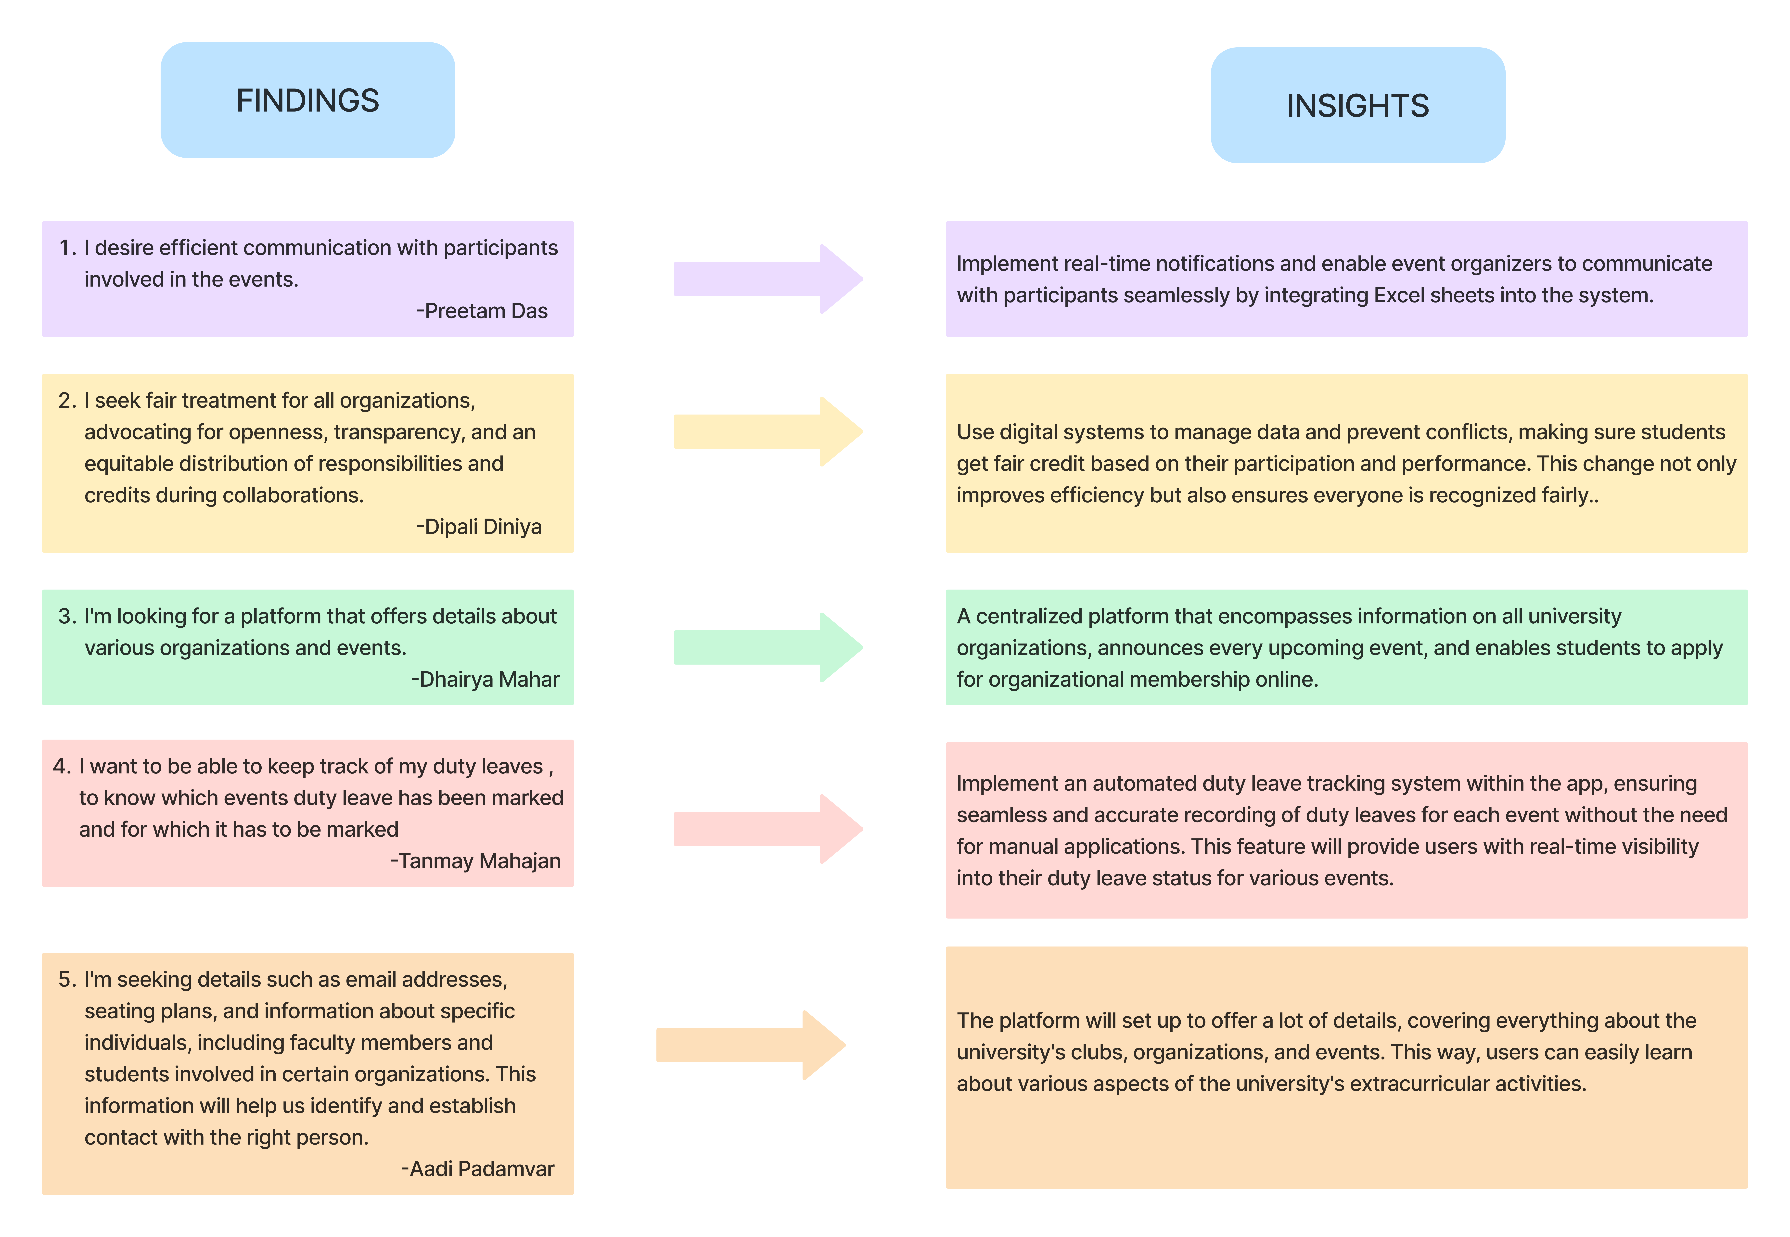 FINDINGS
INSIGHTS
1. I desire efficient communication with participants
involved in the events.
-Preetam Das
Implement real-time notifications and enable event organizers to communicate
with participants seamlessly by integrating Excel sheets into the system.
2. I seek fair treatment for all organizations,
advocating for openness, transparency, and an
equitable distribution of responsibilities and
credits during collaborations.
-Dipali Diniya
Use digital systems to manage data and prevent conflicts, making sure students
get fair credit based on their participation and performance. This change not only
improves efficiency but also ensures everyone is recognized fairly..
3. I'm looking for a platform that offers details about
various organizations and events.
-Dhairya Mahar
A centralized platform that encompasses information on all university
organizations, announces every upcoming event, and enables students to apply
for organizational membership online.
4. I want to be able to keep track of my duty leaves ,
to know which events duty leave has been marked
and for which it has to be marked
-Tanmay Mahajan
Implement an automated duty leave tracking system within the app, ensuring
seamless and accurate recording of duty leaves for each event without the need
for manual applications. This feature will provide users with real-time visibility
into their duty leave status for various events.
5. I'm seeking details such as email addresses,
seating plans, and information about specific
individuals, including faculty members and
students involved in certain organizations. This
information will help us identify and establish
contact with the right person.
-Aadi Padamvar
The platform will set up to offer a lot of details, covering everything about the
university's clubs, organizations, and events. This way, users can easily learn
about various aspects of the university's extracurricular activities.